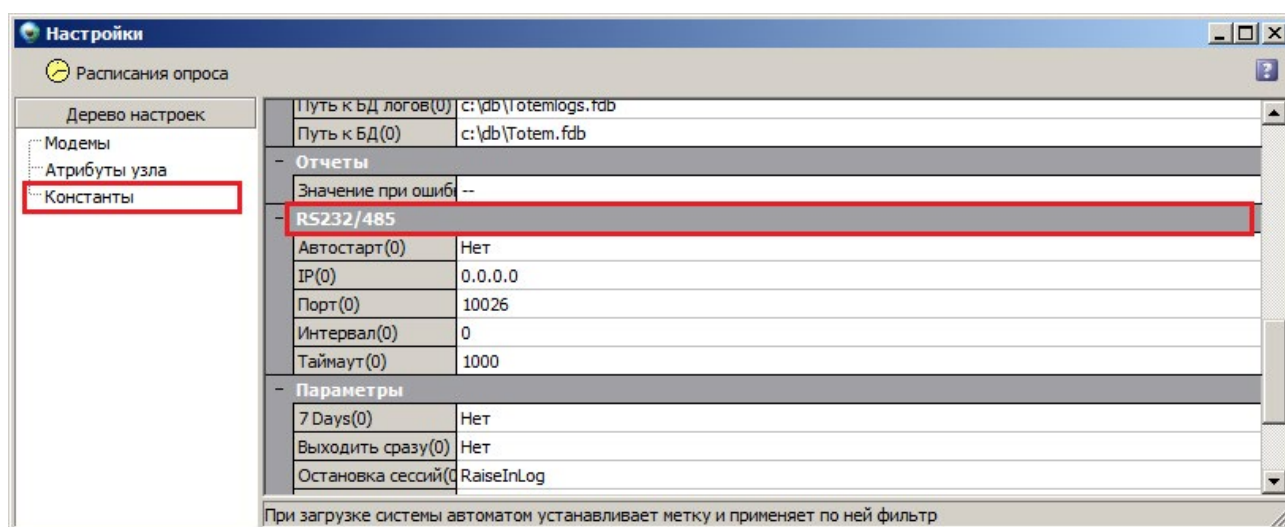 Настройки
Расписания опроса
Дерево настроек
Модемы
Атрибуты узла
Константы
Путь к БД логов(0) c:\db\Totemlogs.fdb
Путь к БД(0) c:\db\Totem.fdb
- Отчеты
Значение при ошиб --
- RS232/485
Автостарт(0) Нет
IP(0) 0.0.0.0
Порт(0) 10026
Интервал(0) 0
Таймаут(0) 1000
- Параметры
7 Days(0) Нет
Выходить сразу(0) Нет
Остановка сессий(0 RaiseInLog
При загрузке системы автоматом устанавливает метку и применяет по ней фильтр